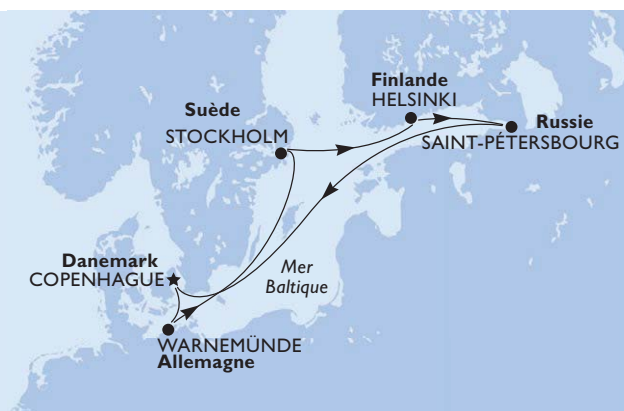 Finlande
HELSINKI
Suède
STOCKHOLM
Russie
SAINT-PÉTERSBOURG
Danemark
COPENHAGUE
Mer
Baltique
WARNEMÜNDE
Allemagne